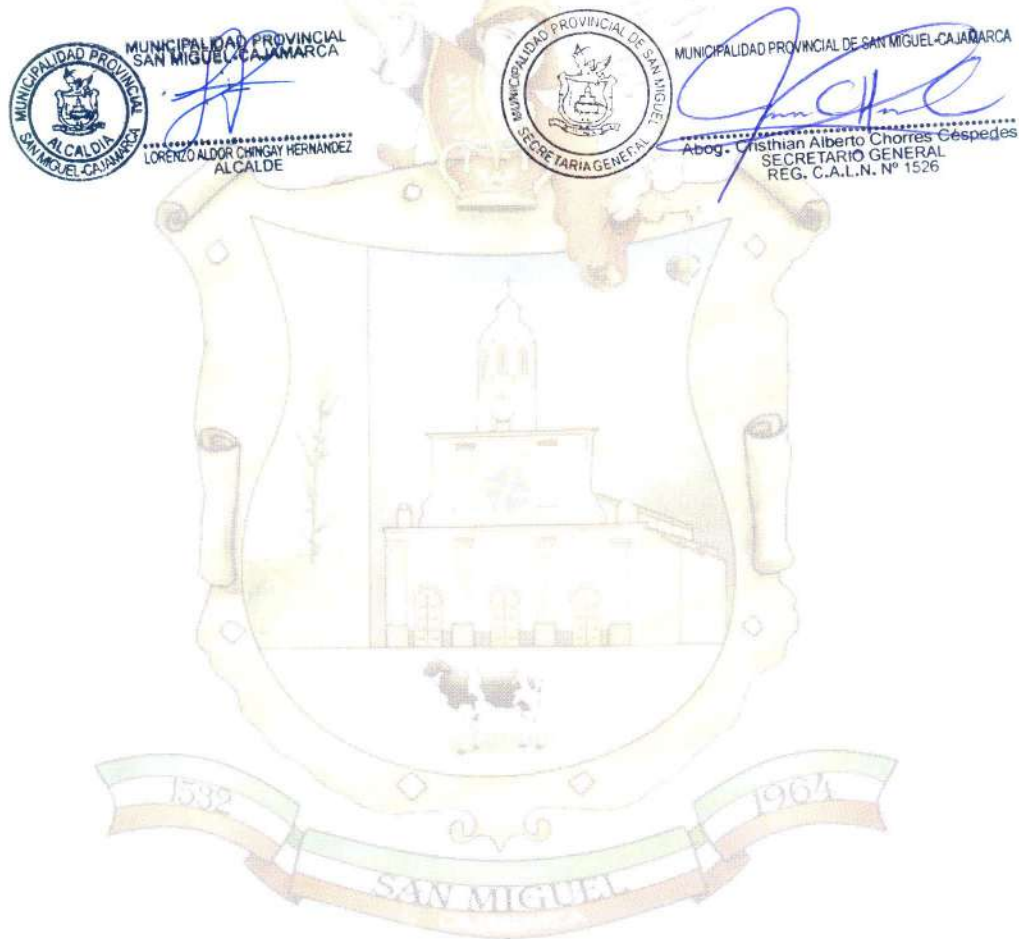 MUNICIPALIDAD PROVINCIAL
SAN MIGUEL-CAJAMARCA
MUNICIPALIDAD PROVINCIAL
ALCALDIA
SAN MIGUEL-CAJAMARCA
LORENZO ALDOR CHINGAY HERNANDEZ
ALCALDE
MUNICIPALIDAD PROVINCIAL DE SAN MIGUEL
SECRETARIA GENERAL
MUNICIPALIDAD PROVINCIAL DE SAN MIGUEL-CAJAMARCA
Abog. Cristhian Alberto Chorres Céspedes
SECRETARIO GENERAL
REG. C.A.L.N. Nº 1526
1532
1964
SAN MIGUEL